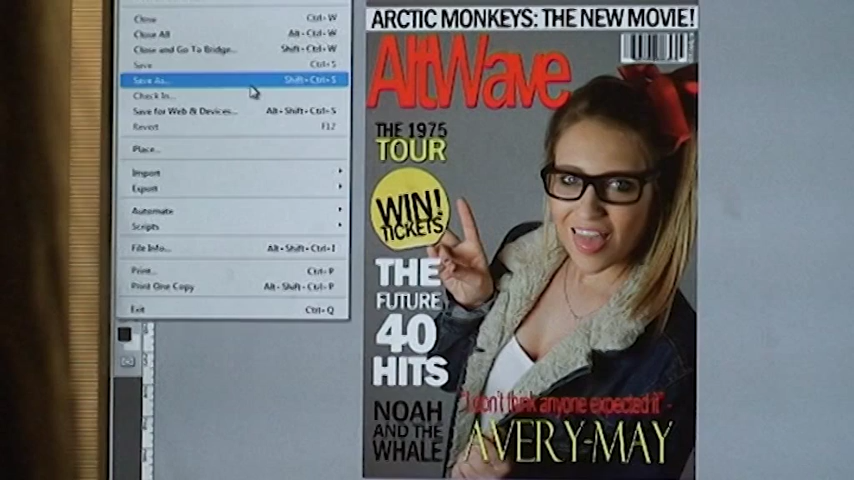 Close Ctrl+W
Close All Alt+Ctrl+W
Close and Go To Bridge... Shift+Ctrl+W
Save Ctrl+S
Save As... Shift+Ctrl+S
Check In...
Save for Web & Devices... Alt+Shift+Ctrl+S
Revert F12
Place...
Import
Export
Automate
Scripts
File Info... Alt+Shift+Ctrl+I
Print... Ctrl+P
Print One Copy Alt+Shift+Ctrl+P
Exit Ctrl+Q
ARCTIC MONKEYS: THE NEW MOVIE!
AltWave
THE 1975
TOUR
WIN!
TICKETS
THE
FUTURE
40
HITS
NOAH
AND THE
WHALE
"I don't think anyone expected it" -
AVERY-MAY